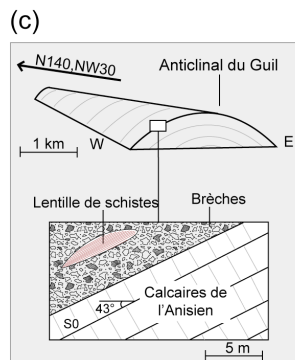 (c)
N140,NW30
Anticlinal du Guil
1 km
W
E
Lentille de schistes
Brèches
Calcaires de
l'Anisien
43°
S0
5 m